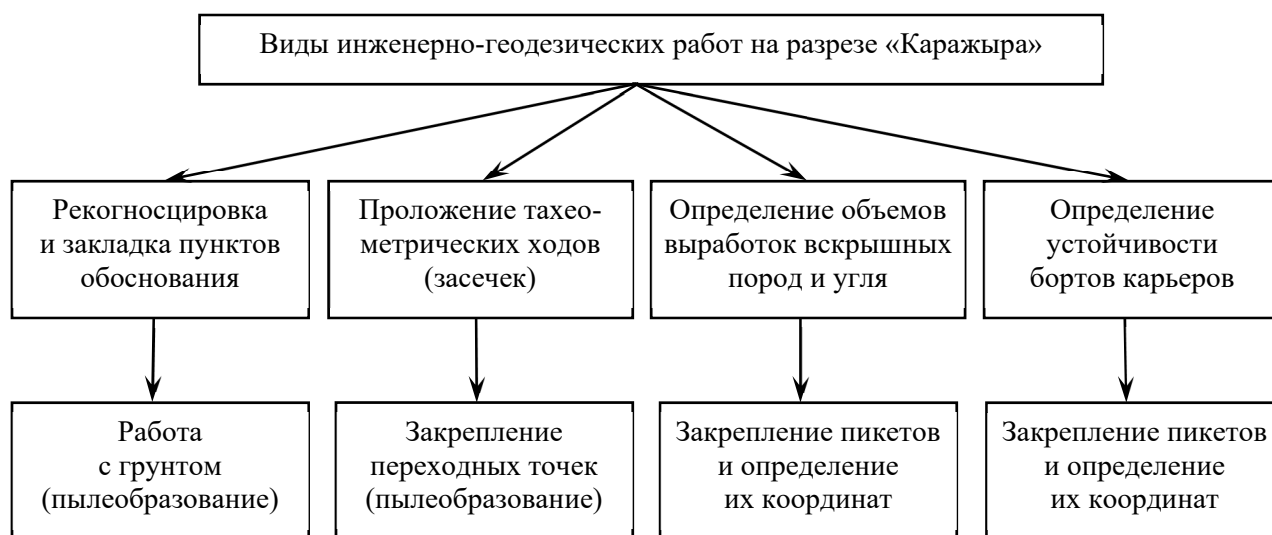 Виды инженерно-геодезических работ на разрезе «Каражыра»
Рекогносцировка
и закладка пунктов
обоснования
Проложение тахео-
метрических ходов
(засечек)
Определение объемов
выработок вскрышных
пород и угля
Определение
устойчивости
бортов карьеров
Работа
с грунтом
(пылеобразование)
Закрепление
переходных точек
(пылеобразование)
Закрепление пикетов
и определение
их координат
Закрепление пикетов
и определение
их координат